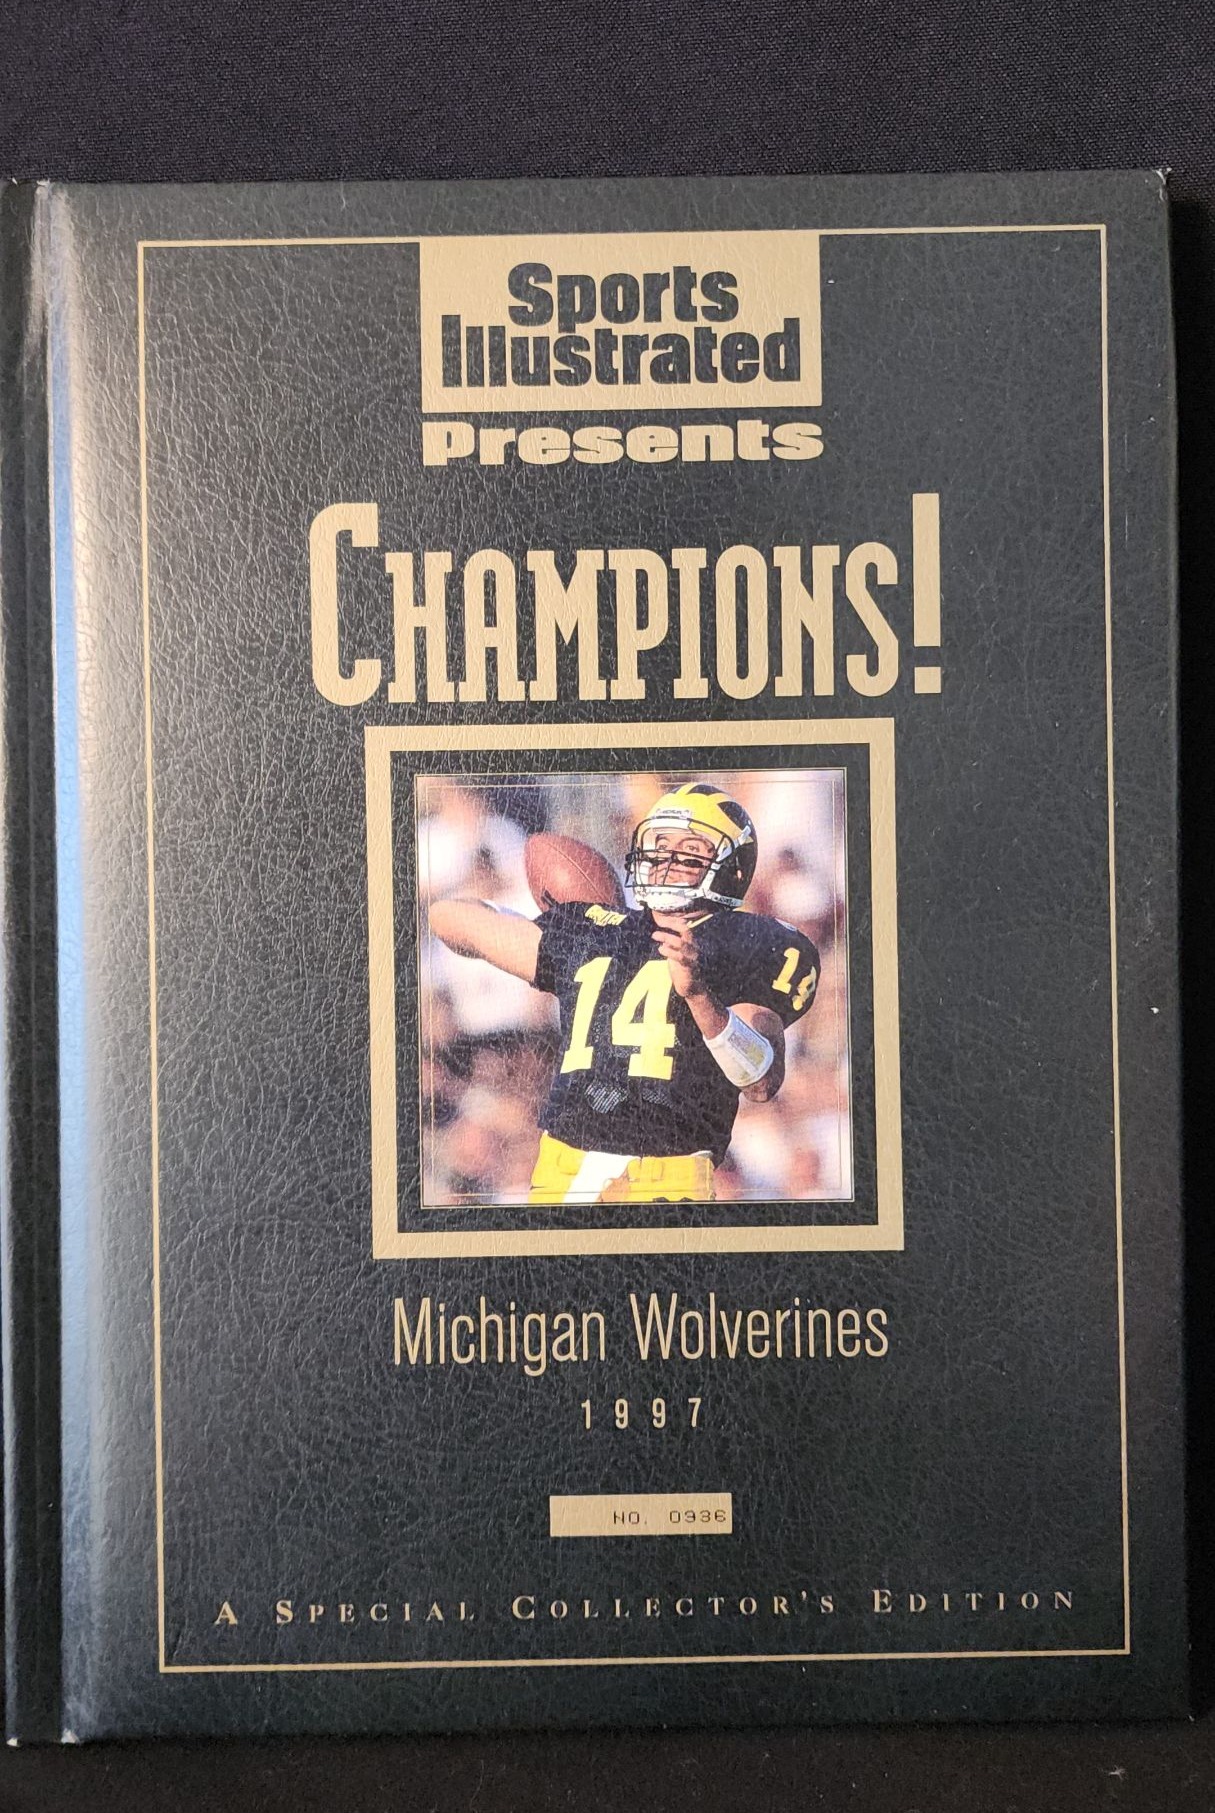 Sports
Illustrated
Presents
CHAMPIONS!
14
14
Michigan Wolverines
1997
NO. 0936
A SPECIAL COLLECTOR'S EDITION